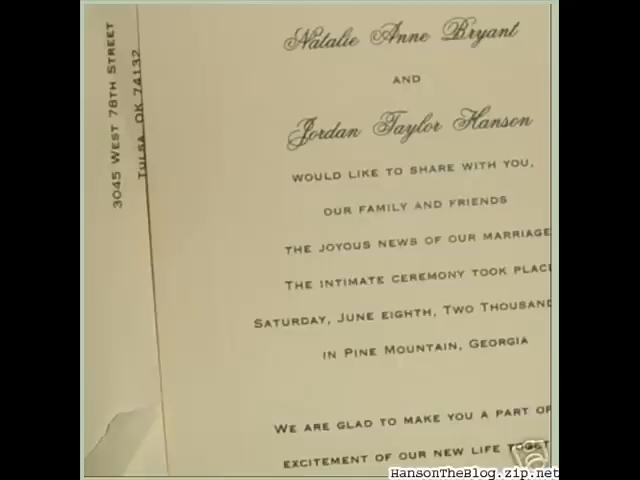 3045 West 78th Street
Tulsa, OK 74132
Natalie Anne Bryant
and
Jordan Taylor Hanson
would like to share with you,
our family and friends
the joyous news of our marriage
The intimate ceremony took place
Saturday, June eighth, Two Thousand
in Pine Mountain, Georgia
We are glad to make you a part of
excitement of our new life
HansonTheBlog.zip.net